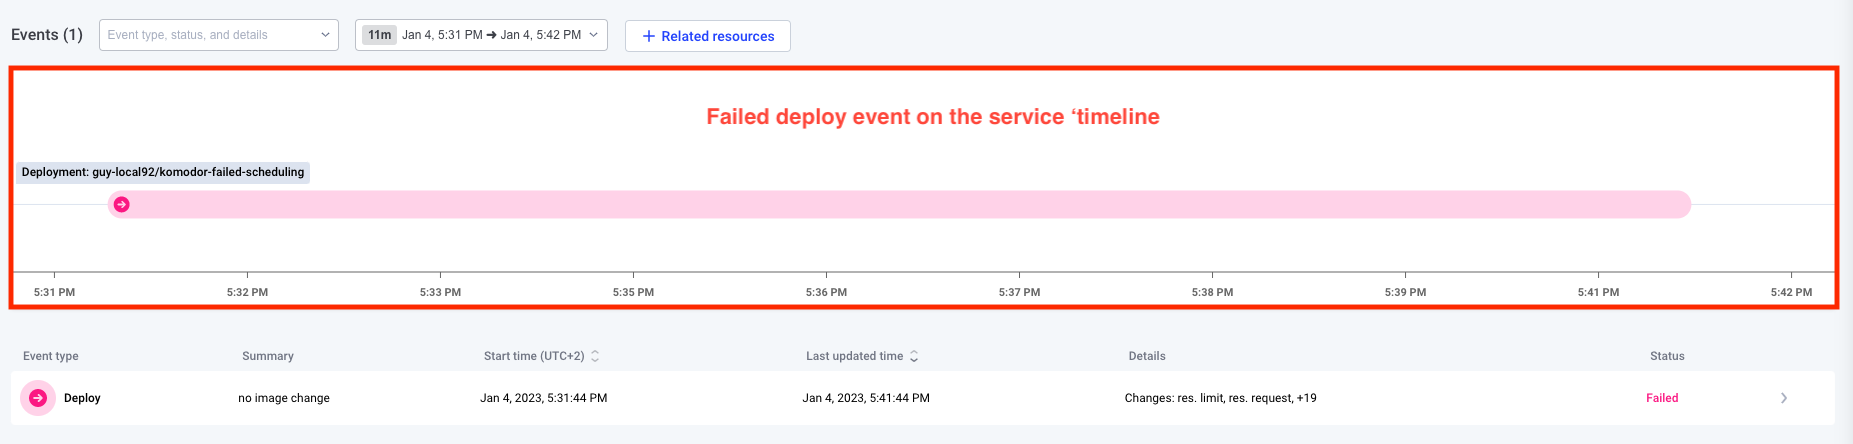 Events (1)
Event type, status, and details
11m Jan 4, 5:31 PM ➔ Jan 4, 5:42 PM
+ Related resources
Failed deploy event on the service ‘timeline
Deployment: guy-local92/komodor-failed-scheduling
5:31 PM 5:32 PM 5:33 PM 5:35 PM 5:36 PM 5:37 PM 5:38 PM 5:39 PM 5:41 PM 5:42 PM
Event type Summary Start time (UTC+2) Last updated time Details Status
Deploy no image change Jan 4, 2023, 5:31:44 PM Jan 4, 2023, 5:41:44 PM Changes: res. limit, res. request, +19 Failed